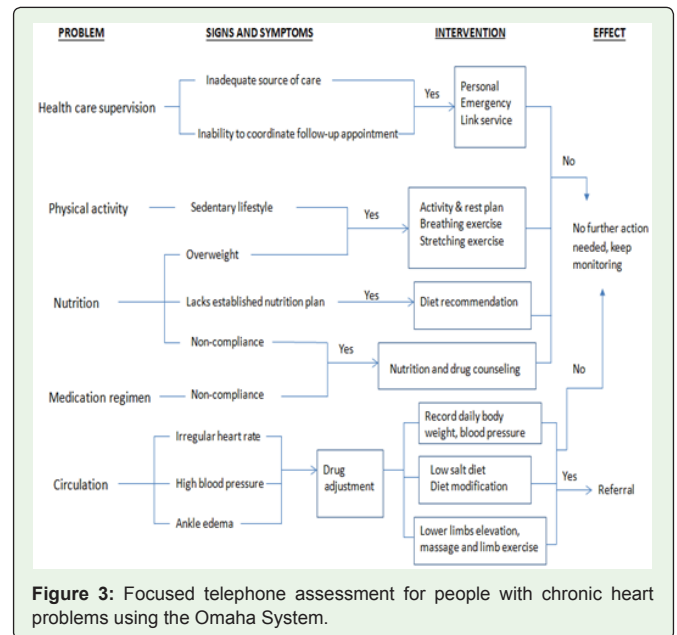 PROBLEM SIGNS AND SYMPTOMS INTERVENTION EFFECT
Health care supervision
Inadequate source of care
Inability to coordinate follow-up appointment
Yes
Personal
Emergency
Link service
No
Physical activity
Sedentary lifestyle
Yes
Activity & rest plan
Breathing exercise
Stretching exercise
No further action
needed, keep
monitoring
Nutrition
Overweight
Lacks established nutrition plan
Yes
Diet recommendation
Non-compliance
Yes
Nutrition and drug counseling
No
Medication regimen
Non-compliance
Circulation
Irregular heart rate
High blood pressure
Ankle edema
Drug
adjustment
Record daily body
weight, blood pressure
Low salt diet
Diet modification
Lower limbs elevation,
massage and limb exercise
Yes
Referral
Figure 3: Focused telephone assessment for people with chronic heart
problems using the Omaha System.